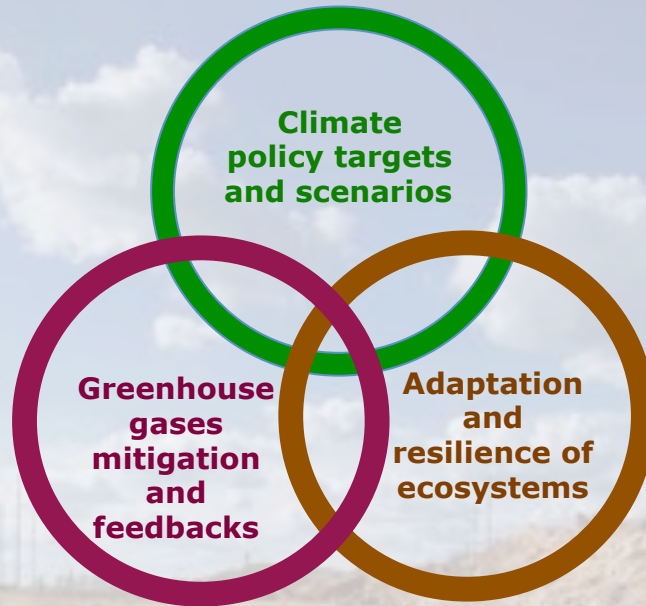 Climate
policy targets
and scenarios
Greenhouse
gases
mitigation
and
feedbacks
Adaptation
and
resilience of
ecosystems